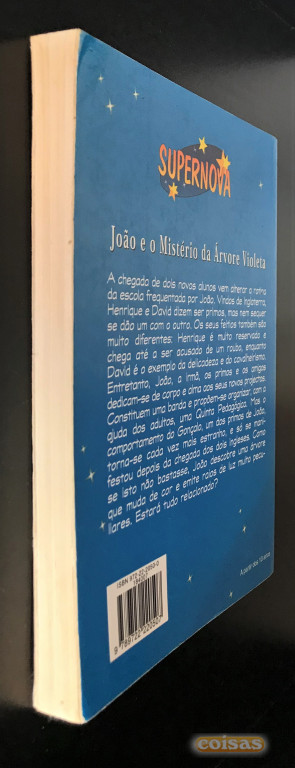 SUPERNOVA
João e o Mistério da Árvore Violeta
A chegada de dois novos alunos vem alterar a rotina
da escola frequentada por João. Vindos de Inglaterra,
Henrique e David dizem ser primos, mas nem sequer
se dão um com o outro. Os seus feitios também são
muito diferentes: Henrique é muito reservado e
chega até a ser acusado de um roubo, enquanto
David é o exemplo da delicadeza e do cavalheirismo.
Entretanto, João, a irmã, os primos e os amigos
dedicam-se de corpo e alma aos seus novos projectos:
Constituem uma banda e propõem-se organizar, com a
ajuda dos adultos, uma Quinta Pedagógica. Mas o
comportamento do Gonçalo, um dos primos de João,
torna-se cada vez mais estranho, e só se mani-
festou depois da chegada dos dois ingleses. Como
se isto não bastasse, João descobre uma árvore
que muda de cor e emite raios de luz muito pecu-
liares. Estará tudo relacionado?
A partir dos 10 anos
coisas